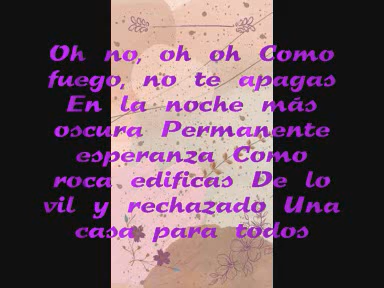 Oh no, oh oh Como
fuego, no te apagas
En la noche más
oscura Permanente
esperanza Como
roca edificas De lo
vil y rechazado Una
casa para todos